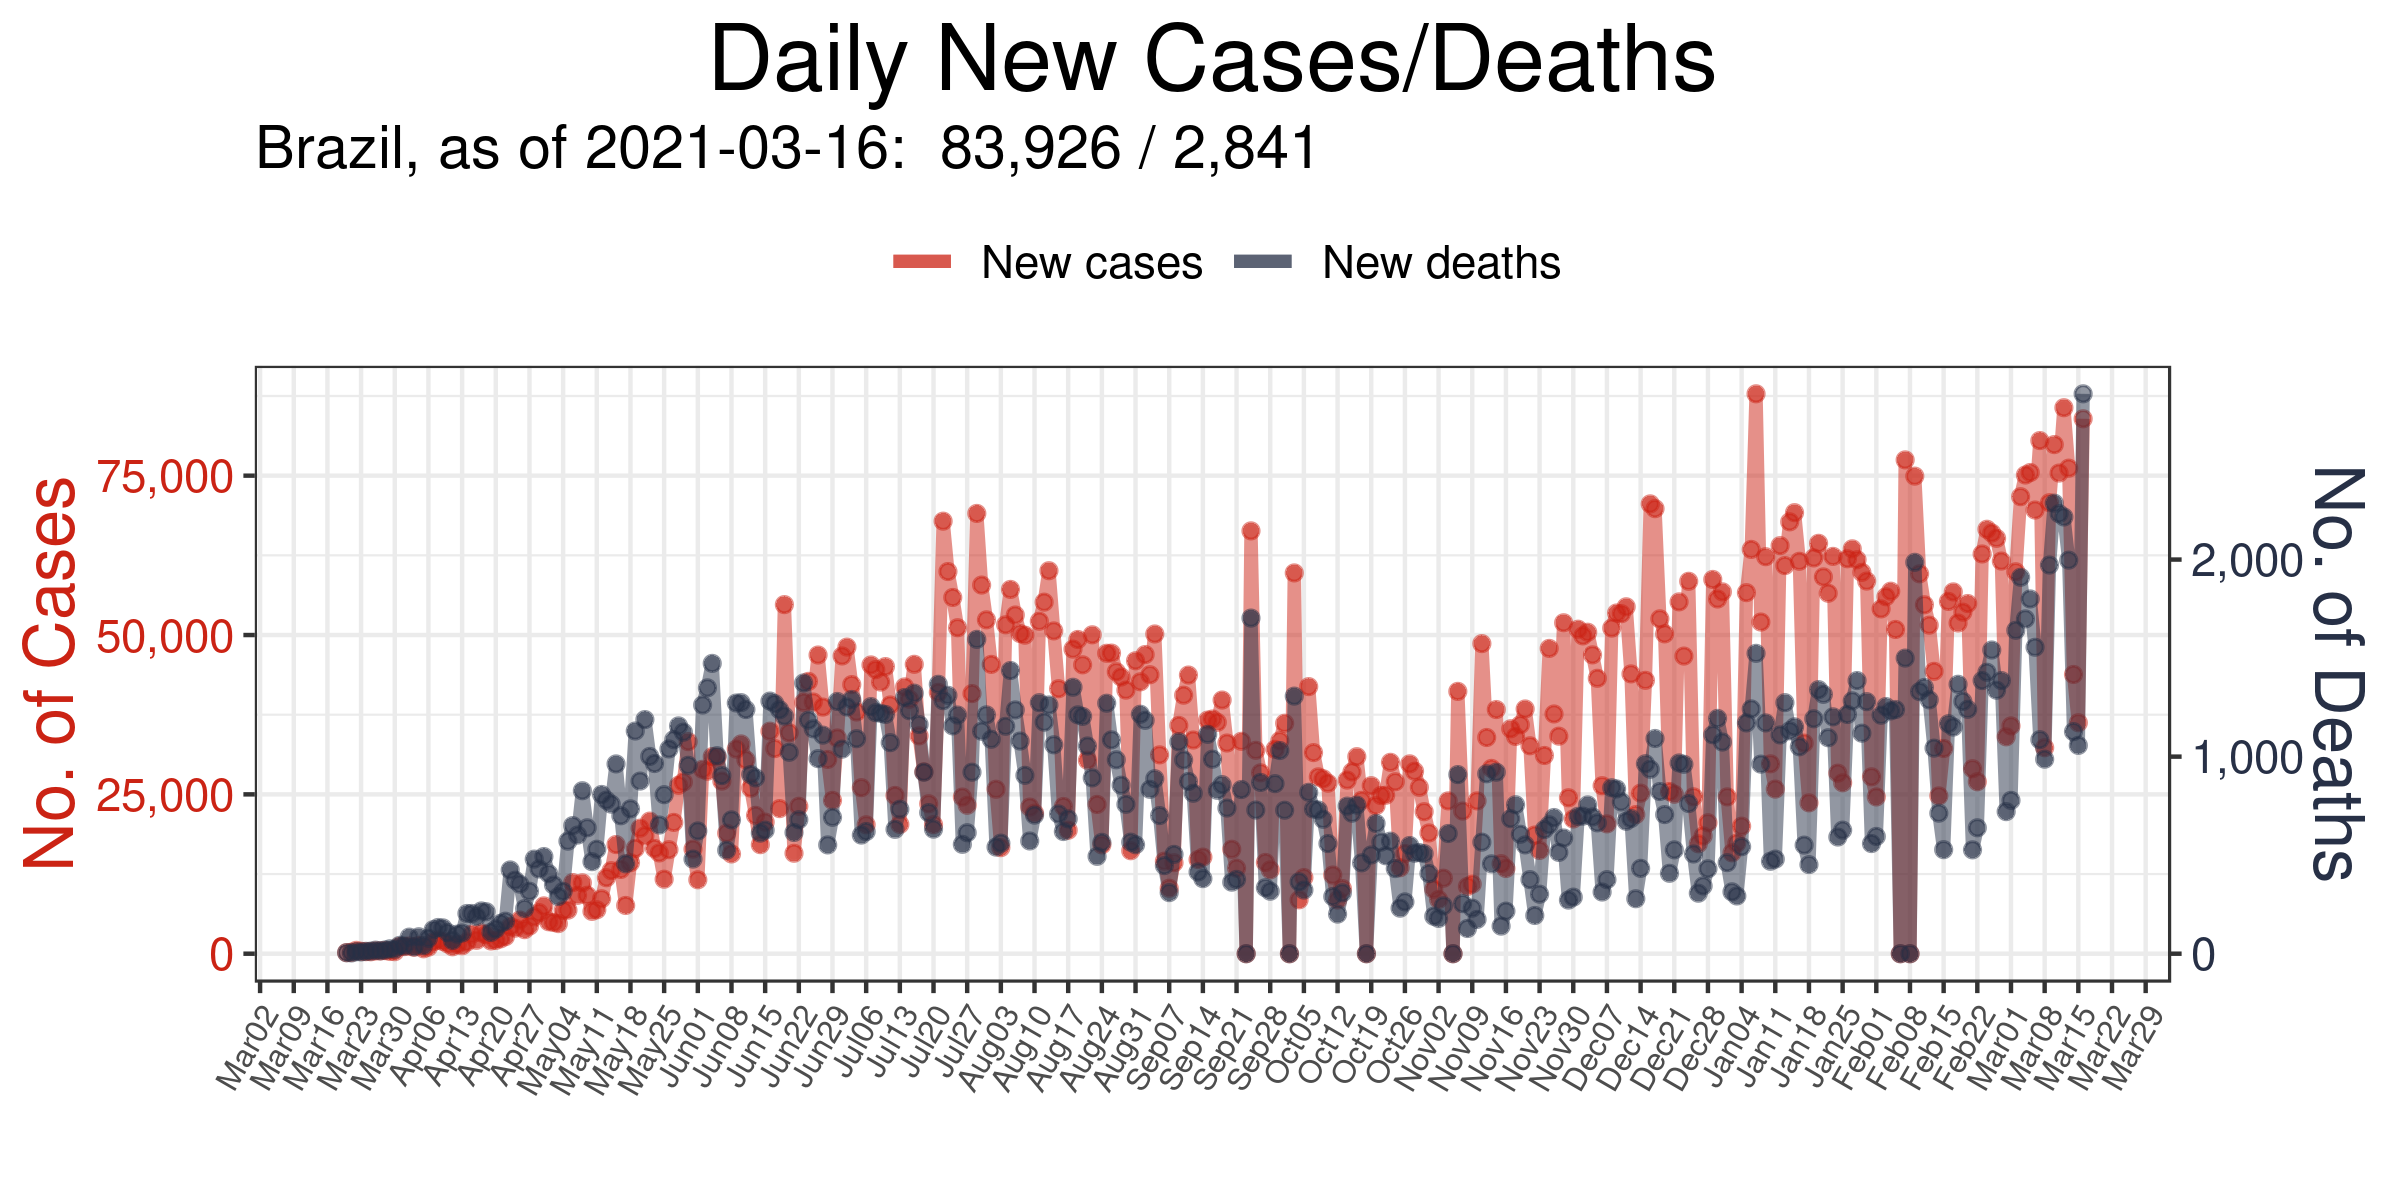 Daily New Cases/Deaths
Brazil, as of 2021-03-16:  83,926 / 2,841
New cases
New deaths
No. of Cases
75,000
50,000
25,000
0
2,000
1,000
0
No. of Deaths
Mar02
Mar09
Mar16
Mar23
Mar30
Apr06
Apr13
Apr20
Apr27
May04
May11
May18
May25
Jun01
Jun08
Jun15
Jun22
Jun29
Jul06
Jul13
Jul20
Jul27
Aug03
Aug10
Aug17
Aug24
Aug31
Sep07
Sep14
Sep21
Sep28
Oct05
Oct12
Oct19
Oct26
Nov02
Nov09
Nov16
Nov23
Nov30
Dec07
Dec14
Dec21
Dec28
Jan04
Jan11
Jan18
Jan25
Feb01
Feb08
Feb15
Feb22
Mar01
Mar08
Mar15
Mar22
Mar29